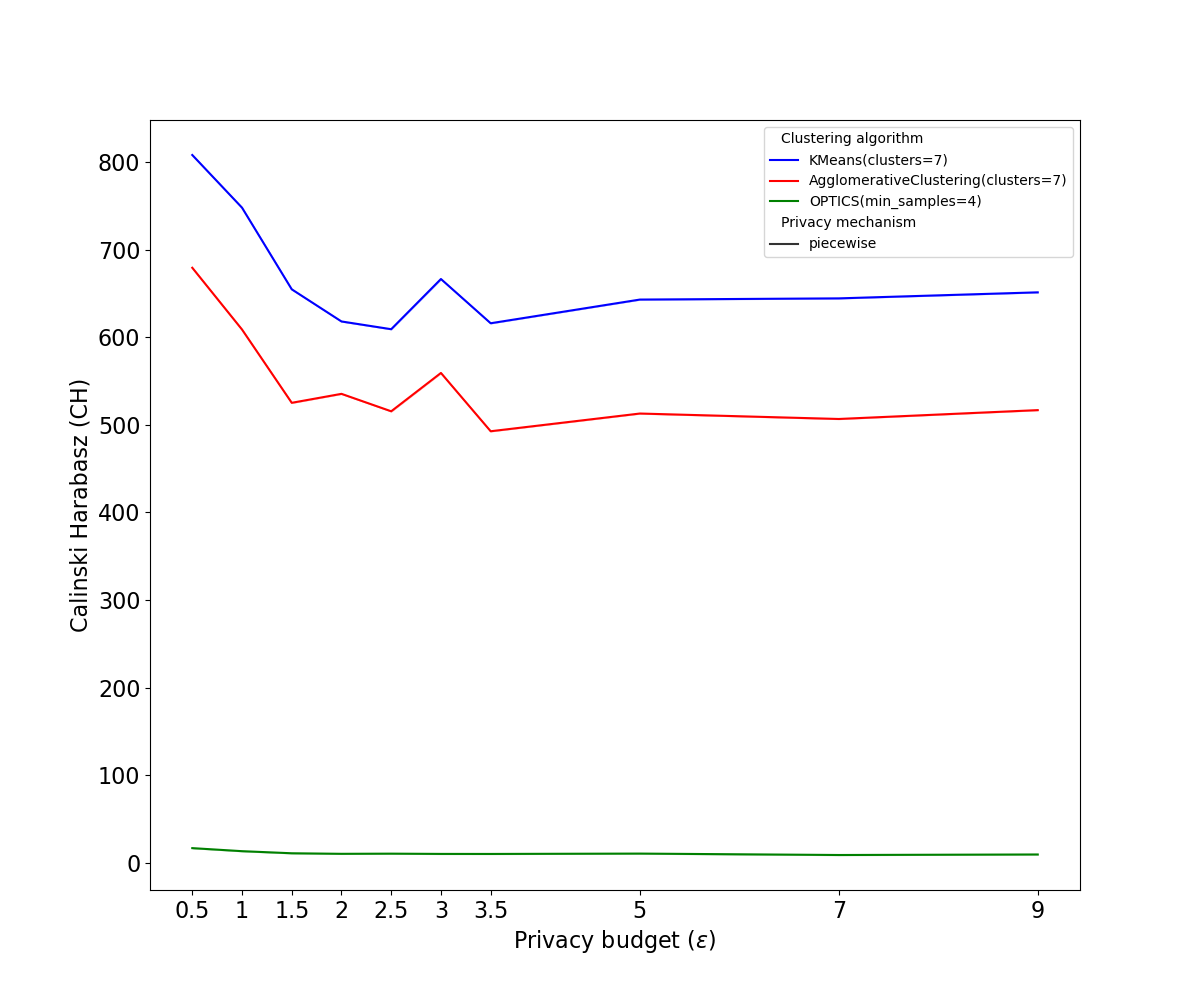 Clustering algorithm
KMeans(clusters=7)
AgglomerativeClustering(clusters=7)
OPTICS(min_samples=4)
Privacy mechanism
piecewise
Calinski Harabasz (CH)
800
700
600
500
400
300
200
100
0
0.5 1 1.5 2 2.5 3 3.5 5 7 9
Privacy budget (ε)